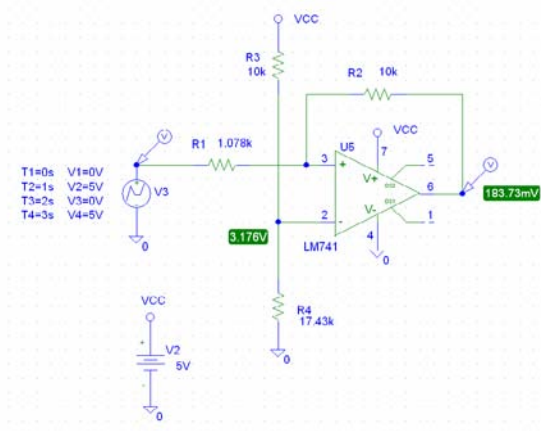 VCC
R3
10k
R2 10k
R1 1.078k
U5
VCC
7
3
+
V+
5
6
183.73mV
V-
2
-
1
4
LM741
0
T1=0s V1=0V
T2=1s V2=5V
T3=2s V3=0V
T4=3s V4=5V
V
V
V3
0
3.176V
R4
17.43k
0
VCC
+
V2
5V
-
0